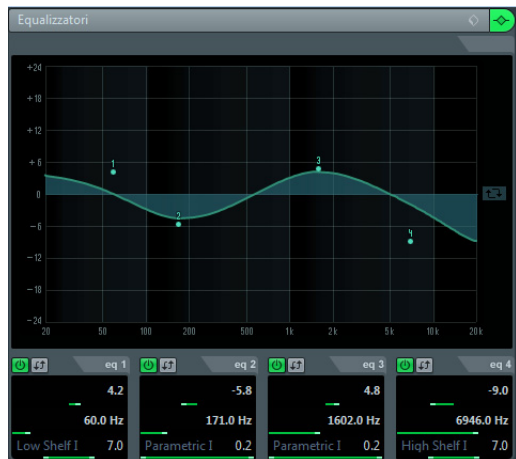 Equalizzatori
+24
+18
+12
+6
0
-6
-12
-18
-24
1
2
3
4
20 50 100 200 500 1k 2k 5k 10k 20k
eq 1 eq 2 eq 3 eq 4
4.2 -5.8 4.8 -9.0
60.0 Hz 171.0 Hz 1602.0 Hz 6946.0 Hz
Low Shelf I 7.0 Parametric I 0.2 Parametric I 0.2 High Shelf I 7.0